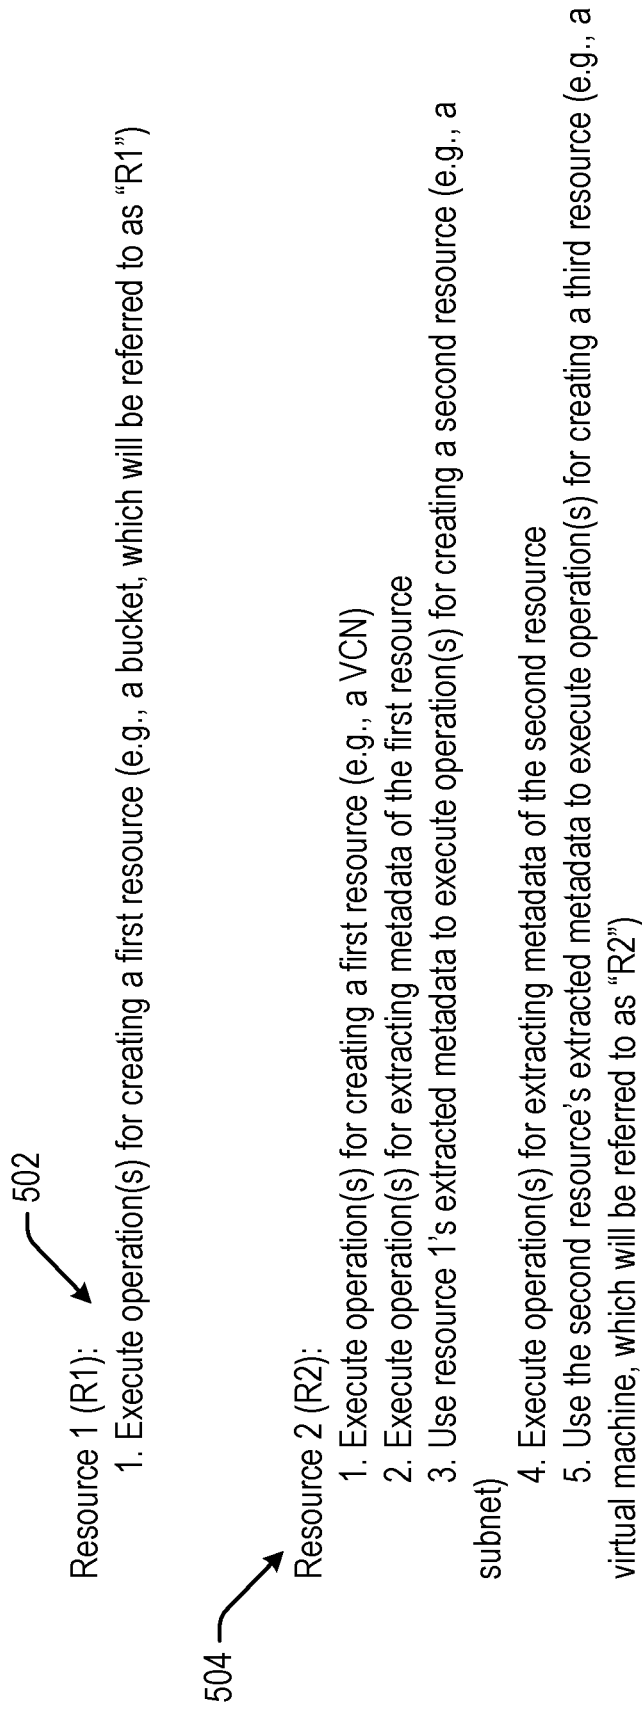 502
Resource 1 (R1):
1. Execute operation(s) for creating a first resource (e.g., a bucket, which will be referred to as “R1”)
504
Resource 2 (R2):
1. Execute operation(s) for creating a first resource (e.g., a VCN)
2. Execute operation(s) for extracting metadata of the first resource
3. Use resource 1’s extracted metadata to execute operation(s) for creating a second resource (e.g., a
subnet)
4. Execute operation(s) for extracting metadata of the second resource
5. Use the second resource’s extracted metadata to execute operation(s) for creating a third resource (e.g., a
virtual machine, which will be referred to as “R2”)